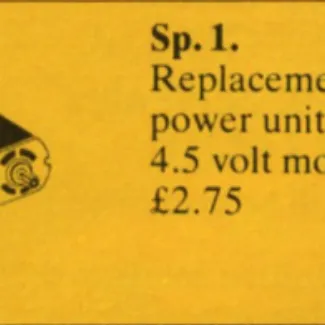 Sp. 1.
Replaceme
power unit
4.5 volt mo
£2.75